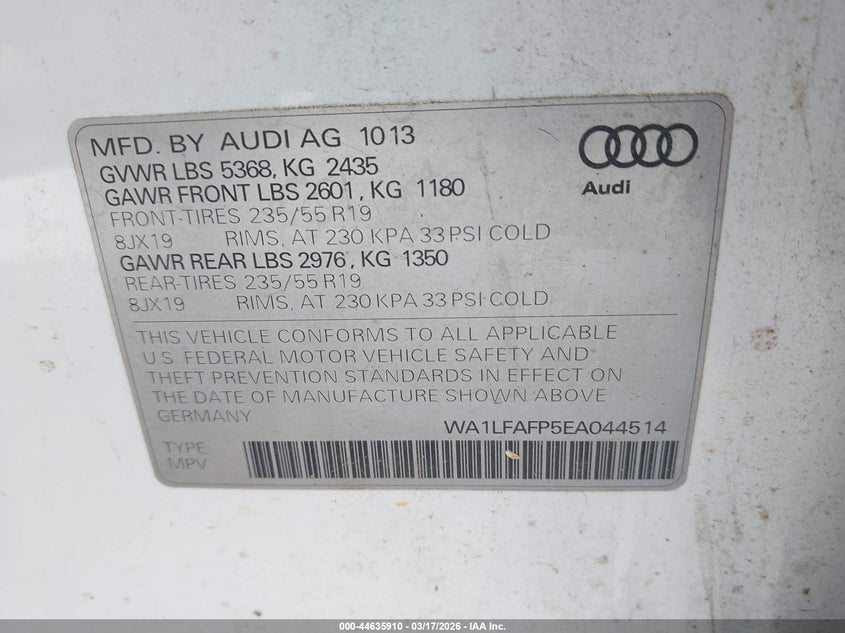 MFD. BY AUDI AG 1013
GVWR LBS 5368, KG 2435
GAWR FRONT LBS 2601, KG 1180
FRONT-TIRES 235/55 R19
8JX19 RIMS, AT 230 KPA 33 PSI COLD
GAWR REAR LBS 2976, KG 1350
REAR-TIRES 235/55 R19
8JX19 RIMS, AT 230 KPA 33 PSI COLD
Audi
THIS VEHICLE CONFORMS TO ALL APPLICABLE
U.S. FEDERAL MOTOR VEHICLE SAFETY AND
THEFT PREVENTION STANDARDS IN EFFECT ON
THE DATE OF MANUFACTURE SHOWN ABOVE
GERMANY
WA1LFAFP5EA044514
TYPE:
MPV
000-44635910 - 03/17/2026 - IAA Inc.